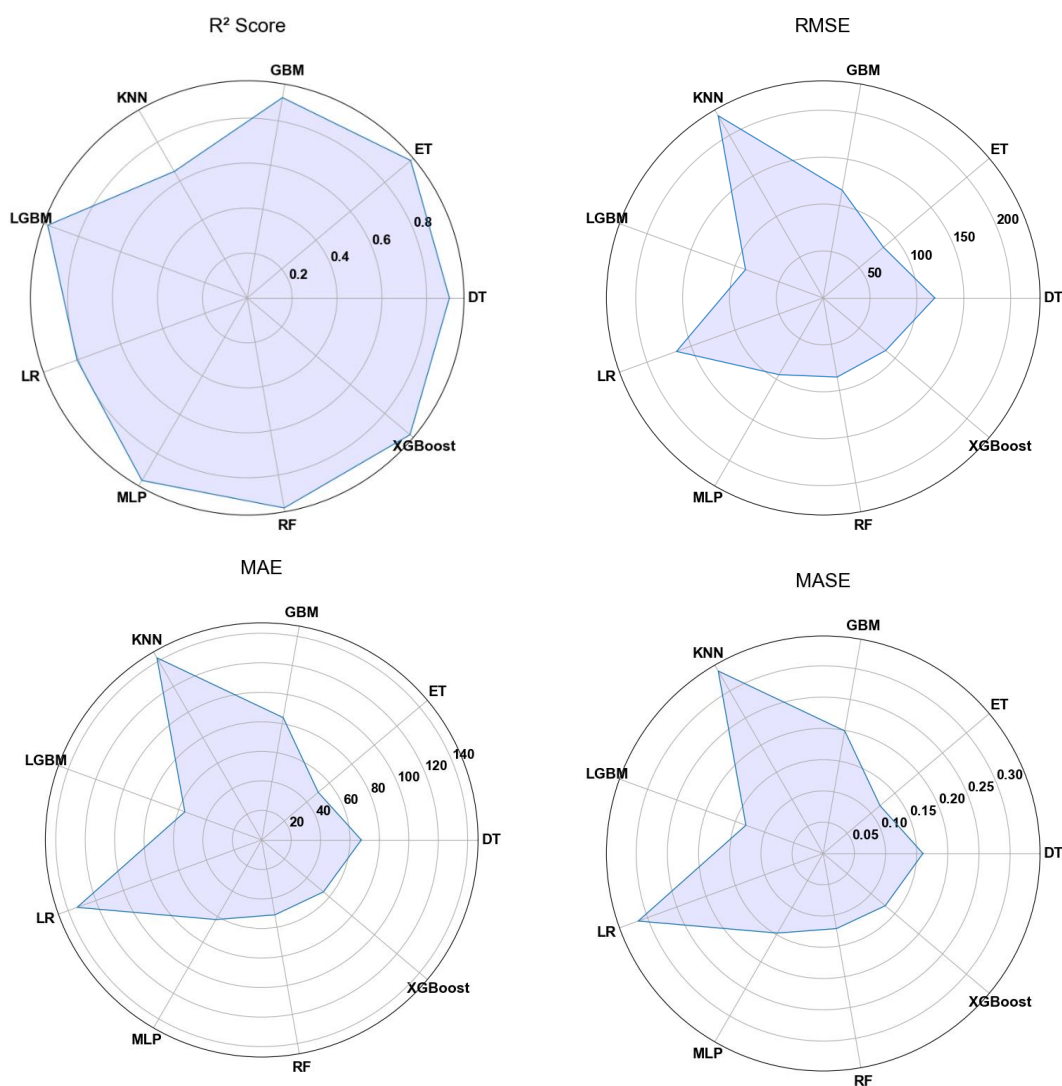 R² Score
GBM
KNN
ET
LGBM
0.8
0.6
0.4
0.2
DT
LR
XGBoost
MLP
RF
RMSE
GBM
KNN
ET
LGBM
200
150
100
50
DT
LR
XGBoost
MLP
RF
MAE
GBM
KNN
ET
LGBM
140
120
100
80
60
40
20
DT
LR
XGBoost
MLP
RF
MASE
GBM
KNN
ET
LGBM
0.30
0.25
0.20
0.15
0.10
0.05
DT
LR
XGBoost
MLP
RF